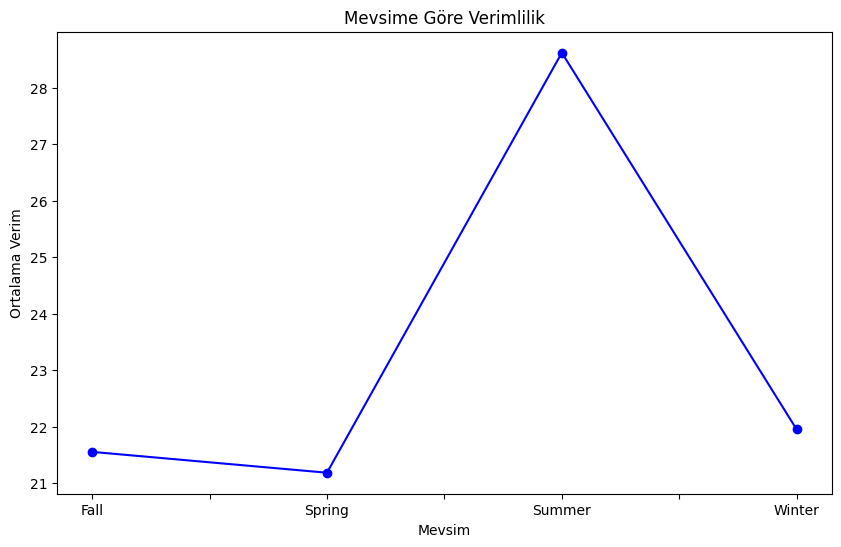 Mevsime Göre Verimlilik
Ortalama Verim
28
27
26
25
24
23
22
21
Fall Spring Summer Winter
Mevsim